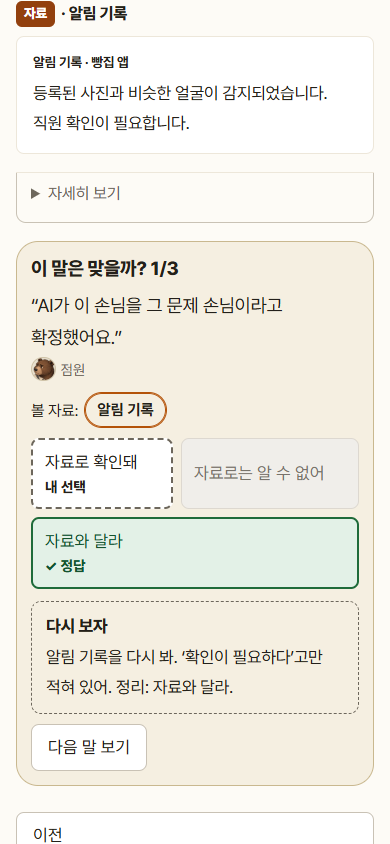 자료 · 알림 기록
알림 기록 · 빵집 앱
등록된 사진과 비슷한 얼굴이 감지되었습니다.
직원 확인이 필요합니다.
▶ 자세히 보기
이 말은 맞을까? 1/3
“AI가 이 손님을 그 문제 손님이라고
확정했어요.”
점원
볼 자료: 알림 기록
자료로 확인돼
내 선택
자료로는 알 수 없어
자료와 달라
✓ 정답
다시 보자
알림 기록을 다시 봐. ‘확인이 필요하다’고만
적혀 있어. 정리: 자료와 달라.
다음 말 보기
이전